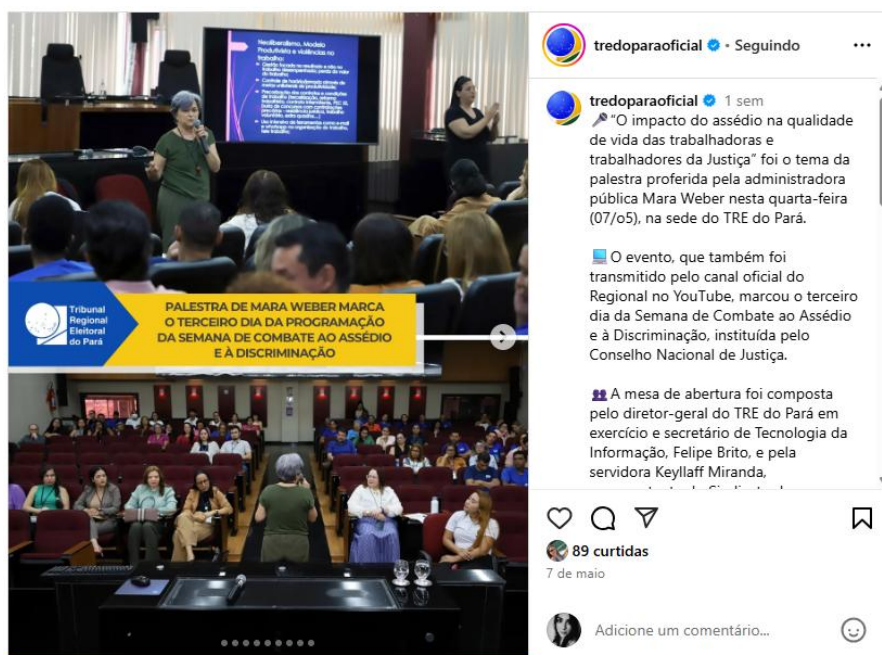 Neoliberalismo, Modelo
Produtivista e violências no
trabalho:
Tribunal
Regional
Eleitoral
do Pará
PALESTRA DE MARA WEBER MARCA
O TERCEIRO DIA DA PROGRAMAÇÃO
DA SEMANA DE COMBATE AO ASSÉDIO
E À DISCRIMINAÇÃO
tredoparaoficial • Seguindo
tredoparaoficial 1 sem
🎤“O impacto do assédio na qualidade
de vida das trabalhadoras e
trabalhadores da Justiça” foi o tema da
palestra proferida pela administradora
pública Mara Weber nesta quarta-feira
(07/o5), na sede do TRE do Pará.
💻O evento, que também foi
transmitido pelo canal oficial do
Regional no YouTube, marcou o terceiro
dia da Semana de Combate ao Assédio
e à Discriminação, instituída pelo
Conselho Nacional de Justiça.
👥A mesa de abertura foi composta
pelo diretor-geral do TRE do Pará em
exercício e secretário de Tecnologia da
Informação, Felipe Brito, e pela
servidora Keyllaff Miranda,
89 curtidas
7 de maio
Adicione um comentário...